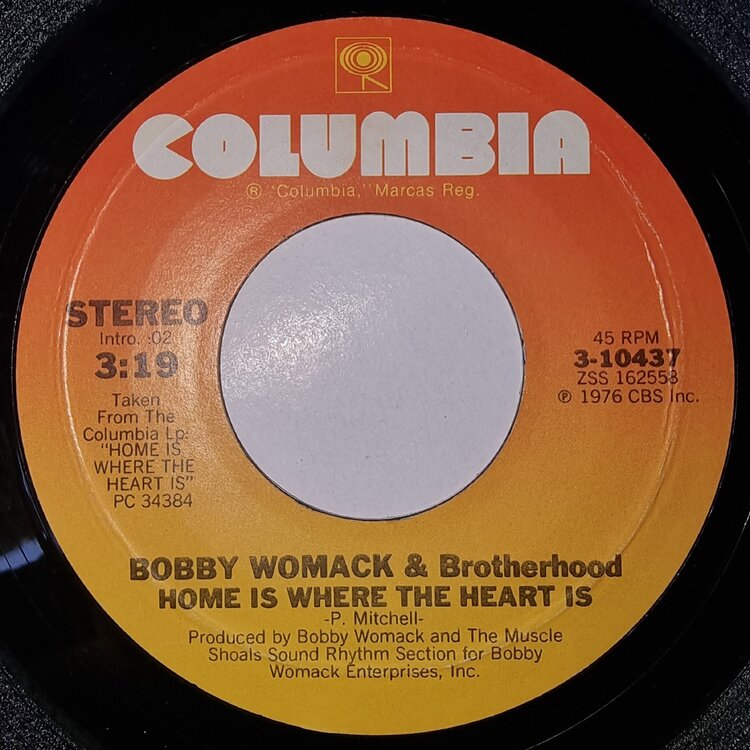 COLUMBIA
® "Columbia," Marcas Reg.
STEREO
Intro. :02
3:19
Taken
From The
Columbia Lp:
"HOME IS
WHERE THE
HEART IS"
PC 34384
45 RPM
3-10437
ZSS 162558
℗ 1976 CBS Inc.
BOBBY WOMACK & Brotherhood
HOME IS WHERE THE HEART IS
-P. Mitchell-
Produced by Bobby Womack and The Muscle
Shoals Sound Rhythm Section for Bobby
Womack Enterprises, Inc.